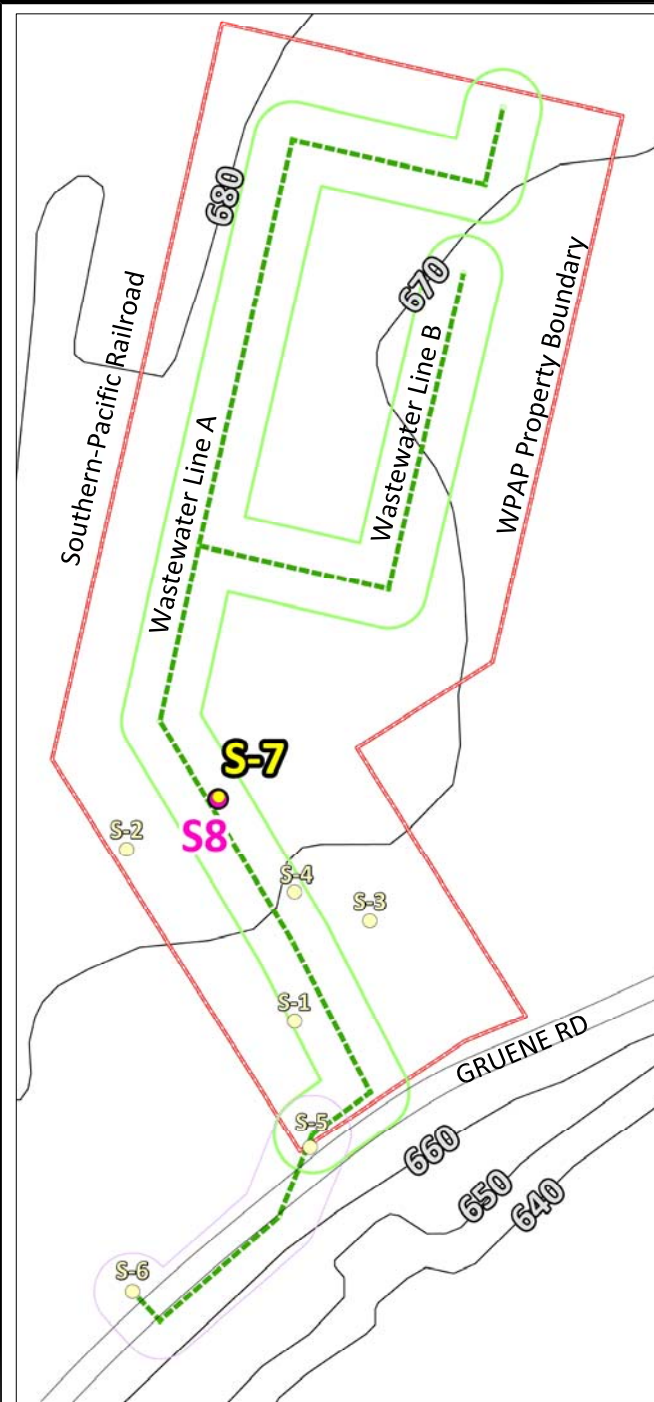 680
670
Southern-Pacific Railroad
WPAP Property Boundary
Wastewater Line B
Wastewater Line A
S-7
S8
S-2
S-4
S-3
S-1
GRUENE RD
S-5
660
650
640
S-6